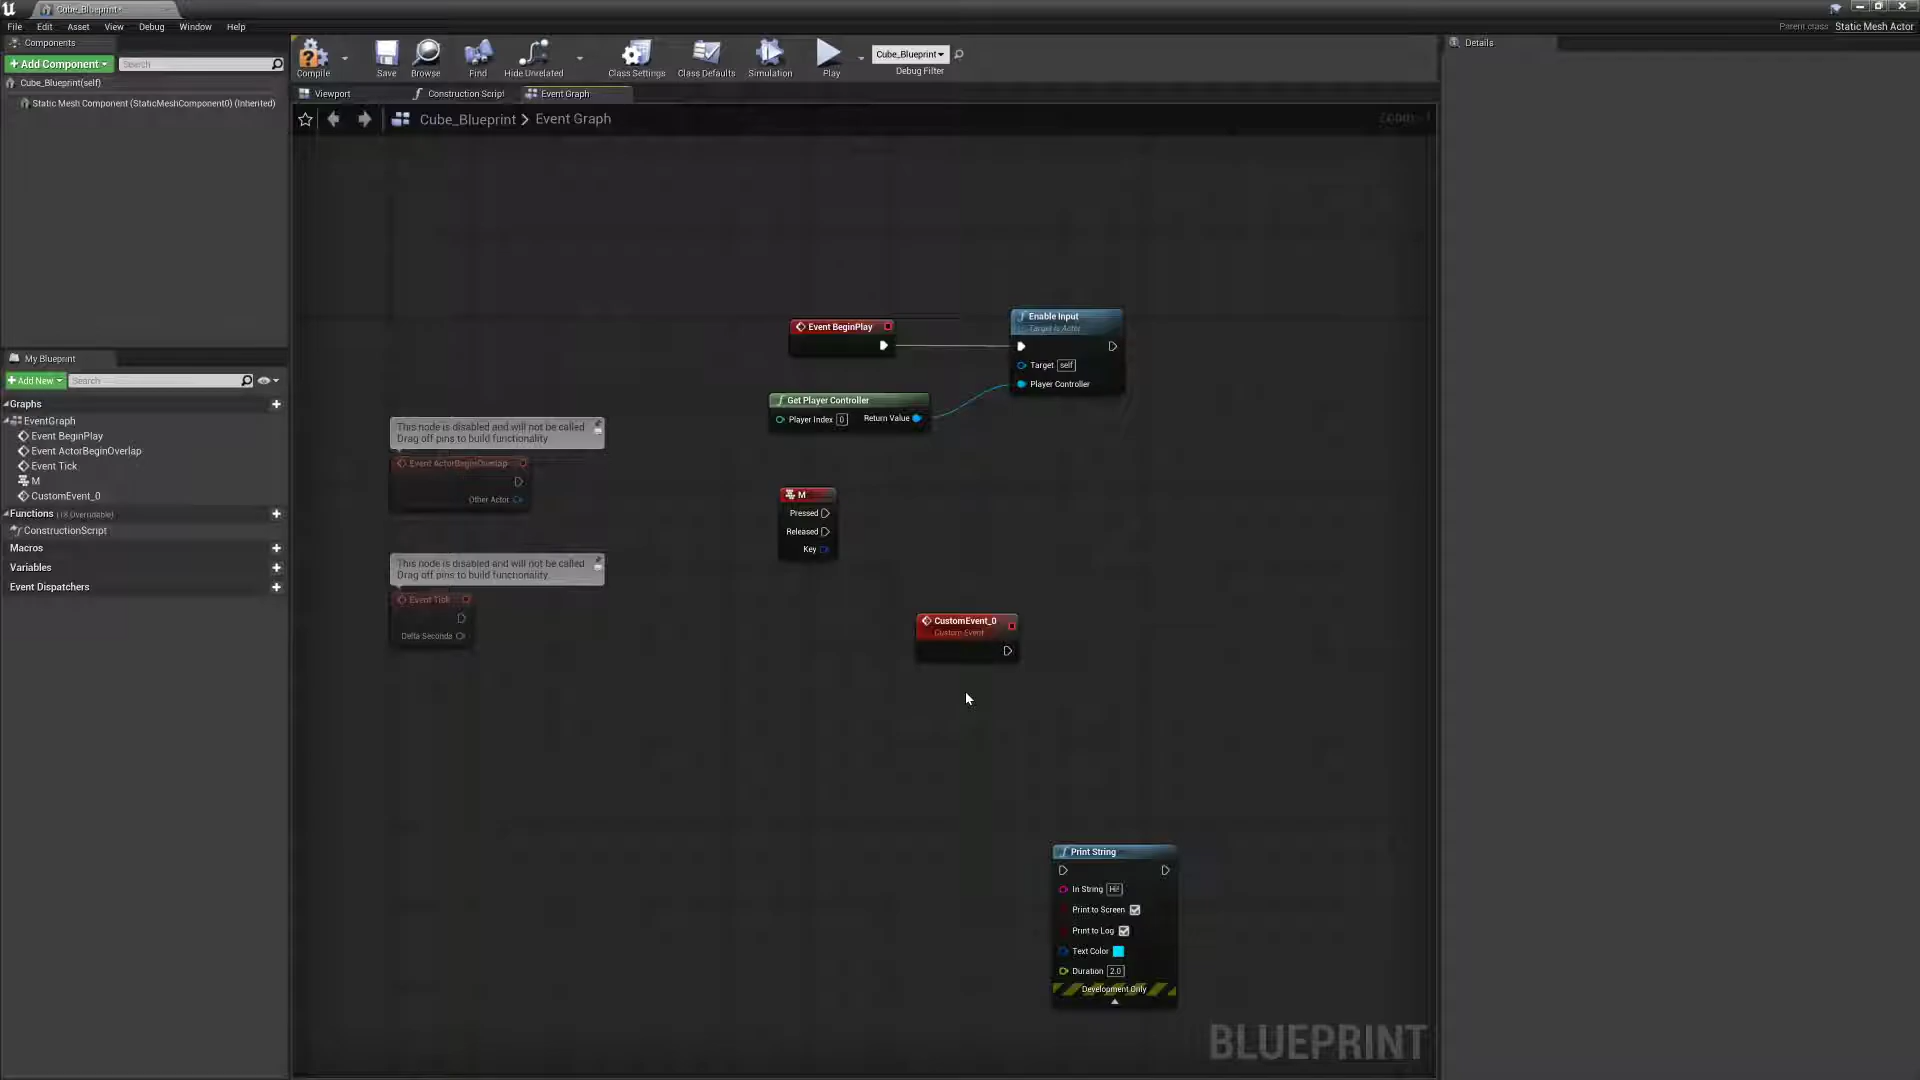 Cube_Blueprint*
File Edit Asset View Debug Window Help
Parent class: Static Mesh Actor
Components
+ Add Component Search
Cube_Blueprint(self)
Static Mesh Component (StaticMeshComponent0) (Inherited)
Compile Save Browse Find Hide Unrelated Class Settings Class Defaults Simulation Play
Cube_Blueprint
Debug Filter
Details
Viewport Construction Script Event Graph
Cube_Blueprint > Event Graph
My Blueprint
+ Add New Search
Graphs
EventGraph
Event BeginPlay
Event ActorBeginOverlap
Event Tick
M
CustomEvent_0
Functions (18 Overridable)
ConstructionScript
Macros
Variables
Event Dispatchers
Event BeginPlay
Enable Input
Target is Actor
Target self
Player Controller
Get Player Controller
Player Index 0 Return Value
This node is disabled and will not be called.
Drag off pins to build functionality.
Event ActorBeginOverlap
Other Actor
M
Pressed
Released
Key
This node is disabled and will not be called.
Drag off pins to build functionality.
Event Tick
Delta Seconds
CustomEvent_0
Custom Event
Print String
In String Hi!
Print to Screen
Print to Log
Text Color
Duration 2.0
Development Only
BLUEPRINT